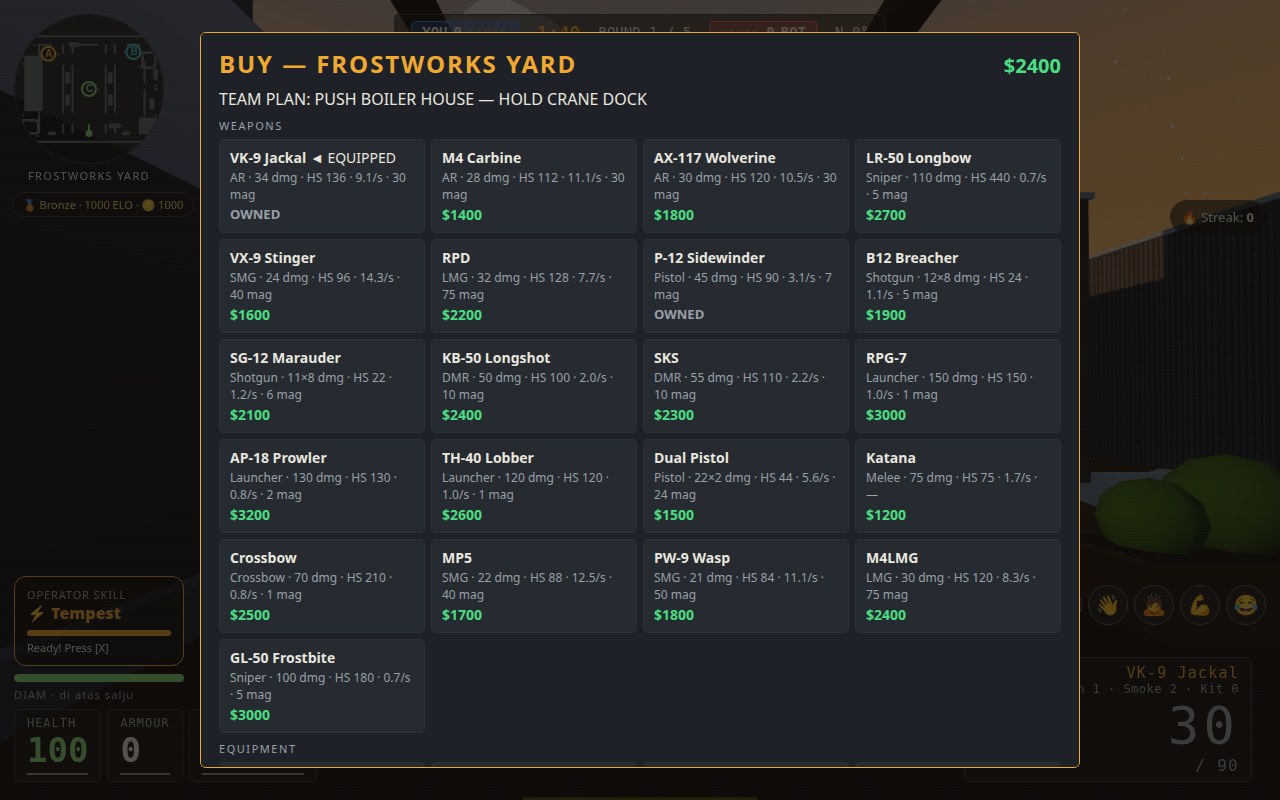 YOU 0 1:40 ROUND 1 / 5 0 BOT N 0°
BUY — FROSTWORKS YARD
$2400
TEAM PLAN: PUSH BOILER HOUSE — HOLD CRANE DOCK
WEAPONS
VK-9 Jackal ◄ EQUIPPED
AR · 34 dmg · HS 136 · 9.1/s · 30
mag
OWNED
M4 Carbine
AR · 28 dmg · HS 112 · 11.1/s · 30
mag
$1400
AX-117 Wolverine
AR · 30 dmg · HS 120 · 10.5/s · 30
mag
$1800
LR-50 Longbow
Sniper · 110 dmg · HS 440 · 0.7/s
· 5 mag
$2700
VX-9 Stinger
SMG · 24 dmg · HS 96 · 14.3/s ·
40 mag
$1600
RPD
LMG · 32 dmg · HS 128 · 7.7/s ·
75 mag
$2200
P-12 Sidewinder
Pistol · 45 dmg · HS 90 · 3.1/s · 7
mag
OWNED
B12 Breacher
Shotgun · 12×8 dmg · HS 24 ·
1.1/s · 5 mag
$1900
SG-12 Marauder
Shotgun · 11×8 dmg · HS 22 ·
1.2/s · 6 mag
$2100
KB-50 Longshot
DMR · 50 dmg · HS 100 · 2.0/s ·
10 mag
$2400
SKS
DMR · 55 dmg · HS 110 · 2.2/s ·
10 mag
$2300
RPG-7
Launcher · 150 dmg · HS 150 ·
1.0/s · 1 mag
$3000
AP-18 Prowler
Launcher · 130 dmg · HS 130 ·
0.8/s · 2 mag
$3200
TH-40 Lobber
Launcher · 120 dmg · HS 120 ·
1.0/s · 1 mag
$2600
Dual Pistol
Pistol · 22×2 dmg · HS 44 · 5.6/s ·
24 mag
$1500
Katana
Melee · 75 dmg · HS 75 · 1.7/s ·
—
$1200
Crossbow
Crossbow · 70 dmg · HS 210 ·
0.8/s · 1 mag
$2500
MP5
SMG · 22 dmg · HS 88 · 12.5/s ·
40 mag
$1700
PW-9 Wasp
SMG · 21 dmg · HS 84 · 11.1/s ·
50 mag
$1800
M4LMG
LMG · 30 dmg · HS 120 · 8.3/s ·
75 mag
$2400
GL-50 Frostbite
Sniper · 100 dmg · HS 180 · 0.7/s
· 5 mag
$3000
EQUIPMENT
A
B
C
FROSTWORKS YARD
Bronze · 1000 ELO · 🪙 1000
🔥 Streak: 0
OPERATOR SKILL
⚡ Tempest
Ready! Press [X]
DIAM · di atas salju
HEALTH
100
ARMOUR
0
VK-9 Jackal
1 · Smoke 2 · Kit 0
30
/ 90